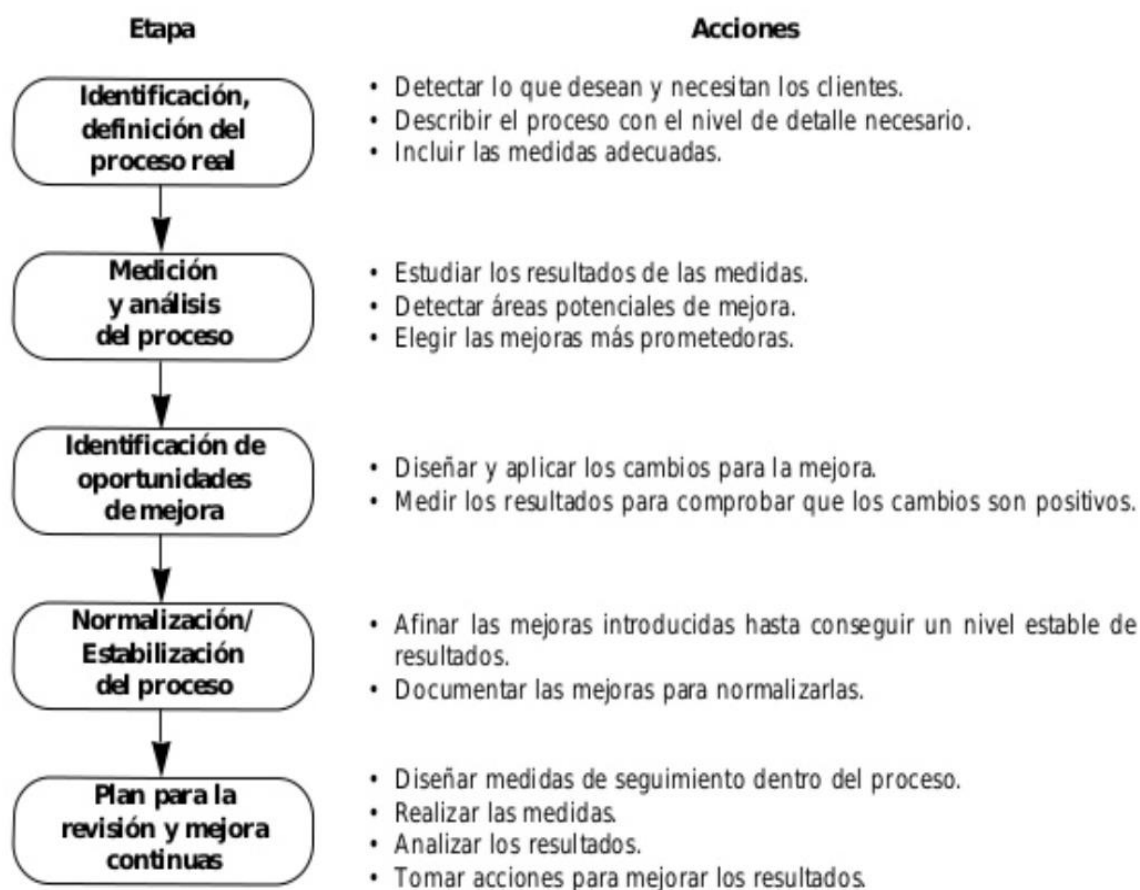 Etapa
Acciones
Identificación,
definición del
proceso real
• Detectar lo que desean y necesitan los clientes.
• Describir el proceso con el nivel de detalle necesario.
• Incluir las medidas adecuadas.
Medición
y análisis
del proceso
• Estudiar los resultados de las medidas.
• Detectar áreas potenciales de mejora.
• Elegir las mejoras más prometedoras.
Identificación de
oportunidades
de mejora
• Diseñar y aplicar los cambios para la mejora.
• Medir los resultados para comprobar que los cambios son positivos.
Normalización/
Estabilización
del proceso
• Afinar las mejoras introducidas hasta conseguir un nivel estable de
resultados.
• Documentar las mejoras para normalizarlas.
Plan para la
revisión y mejora
continuas
• Diseñar medidas de seguimiento dentro del proceso.
• Realizar las medidas.
• Analizar los resultados.
• Tomar acciones para mejorar los resultados.